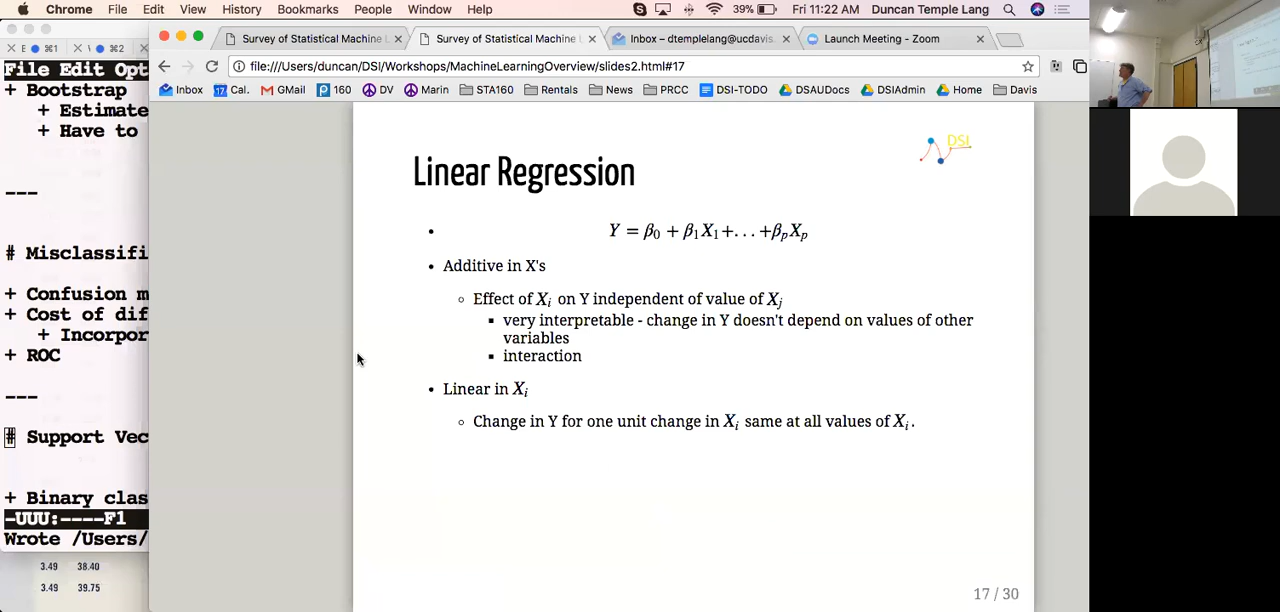 Chrome File Edit View History Bookmarks People Window Help 39% Fri 11:22 AM Duncan Temple Lang
E ⌘1 ⌘2
Survey of Statistical Machine L Survey of Statistical Machine L Inbox – dtemplelang@ucdavis. Launch Meeting - Zoom
file:///Users/duncan/DSI/Workshops/MachineLearningOverview/slides2.html#17
Inbox Cal. GMail 160 DV Marin STA160 Rentals News PRCC DSI-TODO DSAUDocs DSIAdmin Home Davis
File Edit Opt
+ Bootstrap
+ Estimate
+ Have to
---
# Misclassifi
+ Confusion m
+ Cost of dif
+ Incorpor
+ ROC
---
# Support Vec
+ Binary clas
-UUU:----F1
Wrote /Users/
3.49 38.40
3.49 39.75
DSI
Linear Regression
• Y = β0 + β1X1+. . . +βpXp
• Additive in X's
◦ Effect of Xi on Y independent of value of Xj
▪ very interpretable - change in Y doesn't depend on values of other
variables
▪ interaction
• Linear in Xi
◦ Change in Y for one unit change in Xi same at all values of Xi.
17 / 30